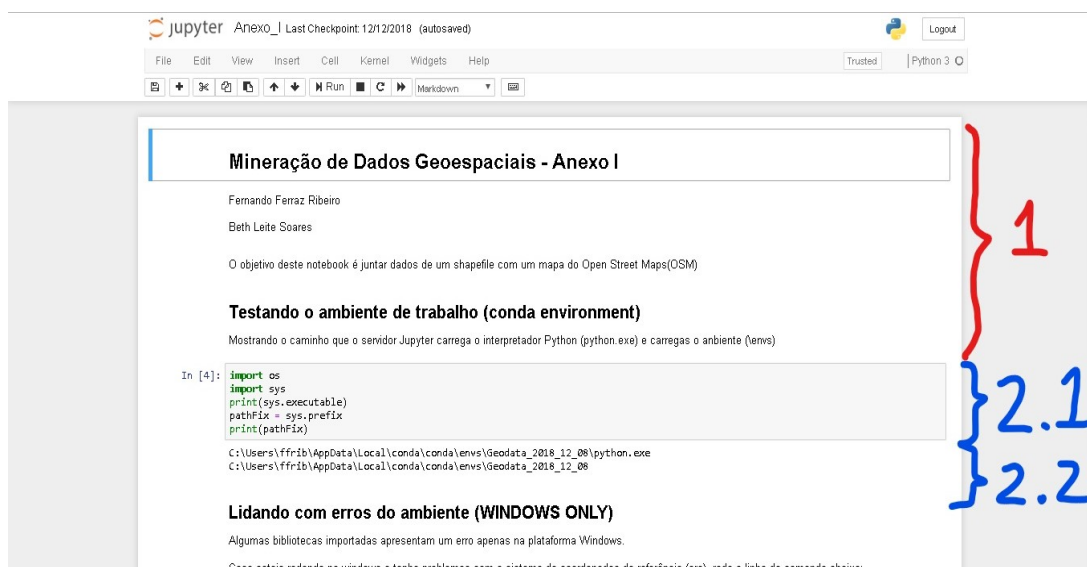 jupyter Anexo_I Last Checkpoint: 12/12/2018 (autosaved)
Logout
File Edit View Insert Cell Kernel Widgets Help
Trusted
Python 3
Run
Markdown
Mineração de Dados Geoespaciais - Anexo I
Fernando Ferraz Ribeiro
Beth Leite Soares
O objetivo deste notebook é juntar dados de um shapefile com um mapa do Open Street Maps(OSM)
1
Testando o ambiente de trabalho (conda environment)
Mostrando o caminho que o servidor Jupyter carrega o interpretador Python (python.exe) e carregas o anbiente (\envs)
In [4]: import os
import sys
print(sys.executable)
pathFix = sys.prefix
print(pathFix)
2.1
C:\Users\ffrib\AppData\Local\conda\conda\envs\Geodata_2018_12_08\python.exe
C:\Users\ffrib\AppData\Local\conda\conda\envs\Geodata_2018_12_08
2.2
Lidando com erros do ambiente (WINDOWS ONLY)
Algumas bibliotecas importadas apresentam um erro apenas na plataforma Windows.